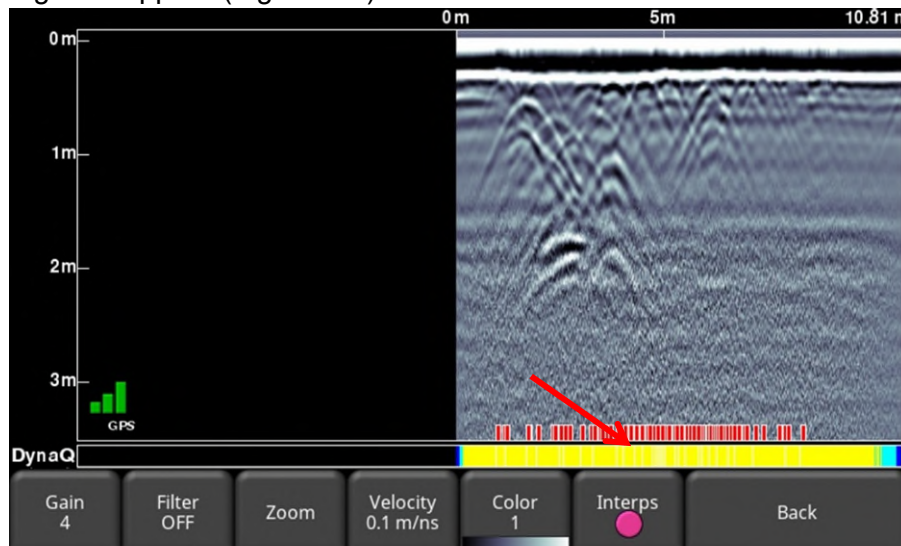 0 m 5m 10.81 m
0 m
1m
2m
3m
GPS
DynaQ
Gain
4
Filter
OFF
Zoom
Velocity
0.1 m/ns
Color
1
Interps
Back